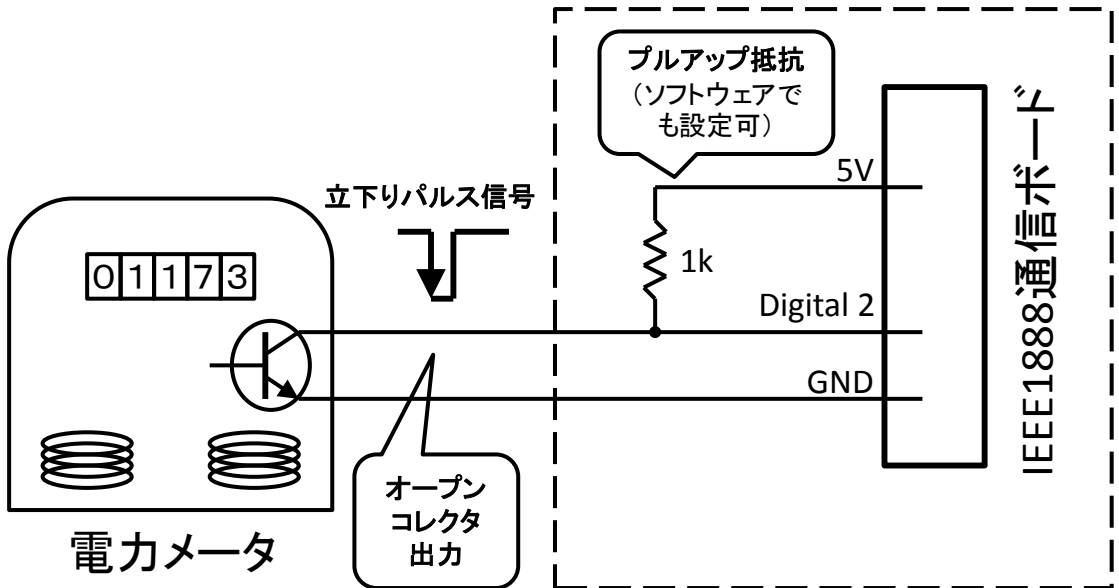 プルアップ抵抗
（ソフトウェアで
も設定可）
5V
立下りパルス信号
01173
1k
Digital 2
GND
IEEE1888通信ボード
オープン
コレクタ
出力
電力メータ